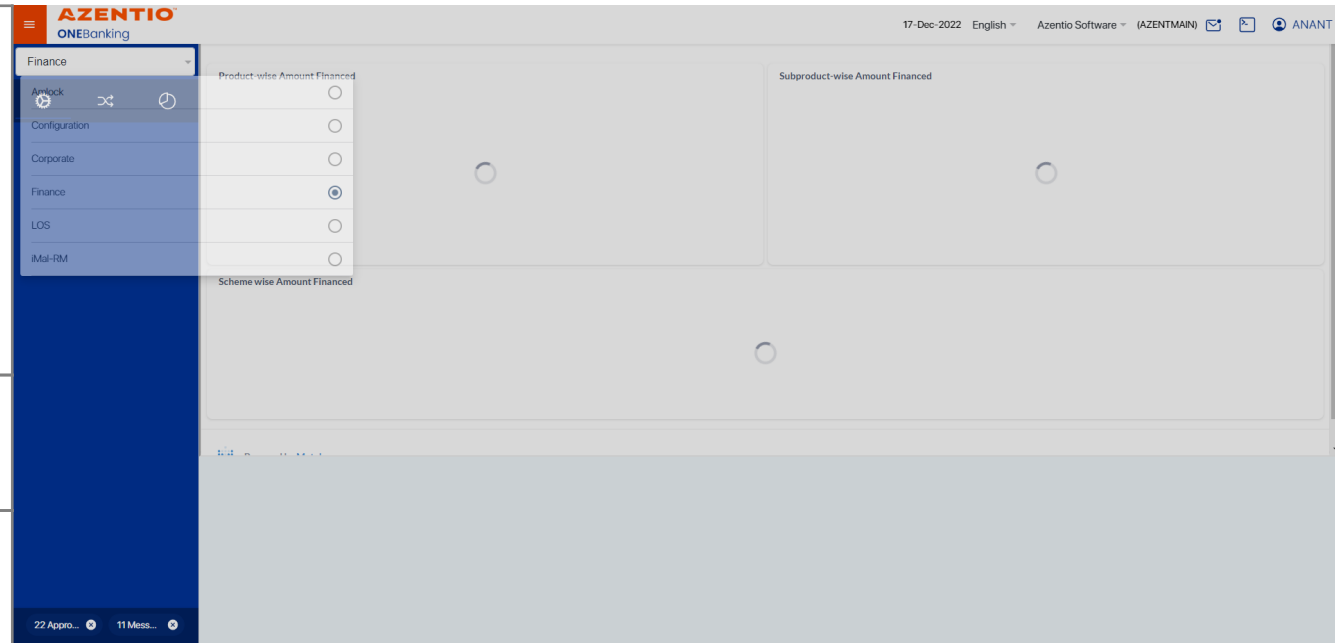 AZENTIO
ONEBanking
17-Dec-2022 English Azentio Software (AZENTMAIN) ANANT
Finance
Product-wise Amount Financed
Subproduct-wise Amount Financed
Amlock
Configuration
Corporate
Finance
LOS
iMal-RM
Scheme wise Amount Financed
22 Appro...
11 Mess...